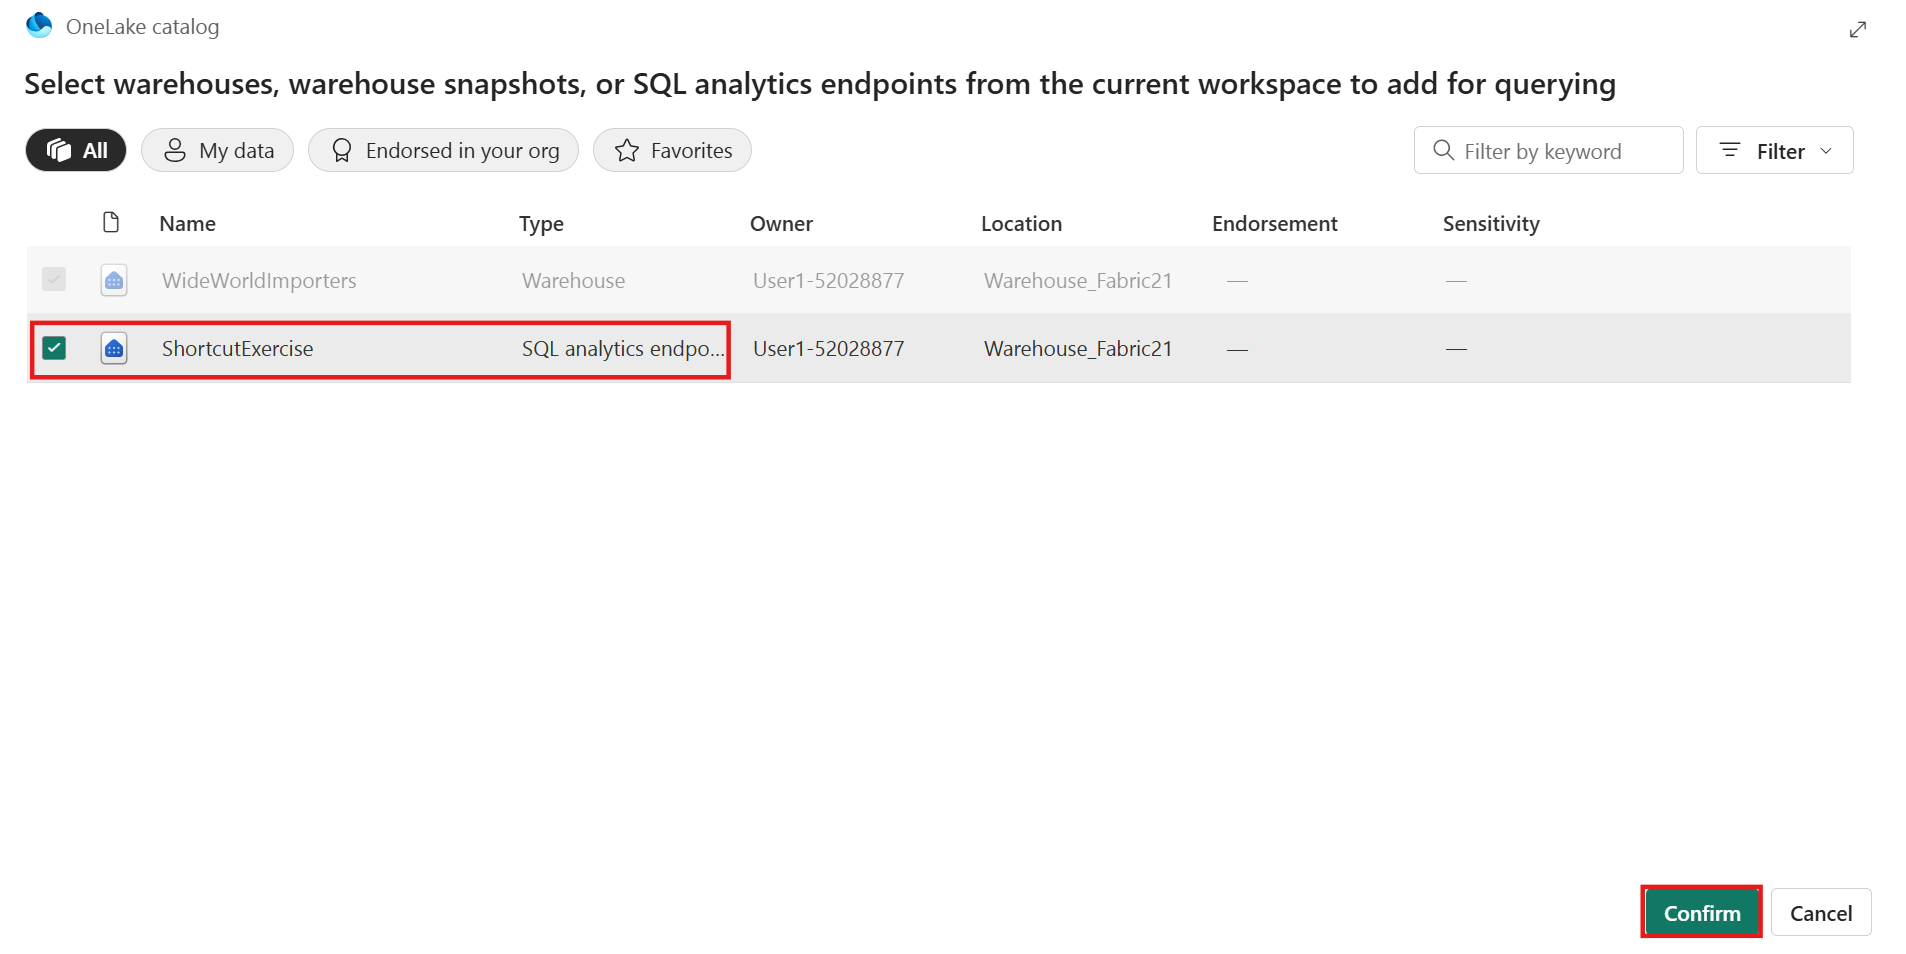 OneLake catalog
Select warehouses, warehouse snapshots, or SQL analytics endpoints from the current workspace to add for querying
All My data Endorsed in your org Favorites Filter by keyword Filter
Name Type Owner Location Endorsement Sensitivity
WideWorldImporters Warehouse User1-52028877 Warehouse_Fabric21 — —
ShortcutExercise SQL analytics endpo... User1-52028877 Warehouse_Fabric21 — —
Confirm Cancel